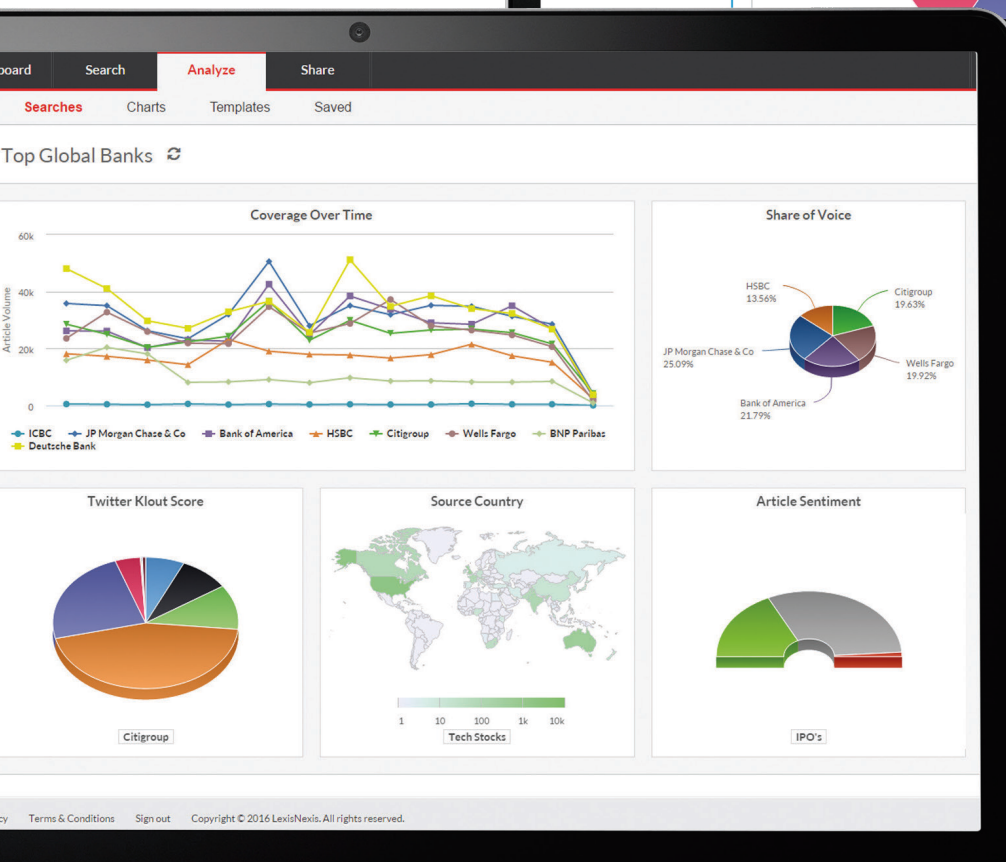 Search Analyze Share
Searches Charts Templates Saved
Top Global Banks
Coverage Over Time
60k
40k
20k
0
Article Volume
ICBC JP Morgan Chase & Co Bank of America HSBC Citigroup Wells Fargo BNP Paribas
Deutsche Bank
Share of Voice
HSBC
13.56%
Citigroup
19.63%
JP Morgan Chase & Co
25.09%
Wells Fargo
19.92%
Bank of America
21.79%
Twitter Klout Score
Citigroup
Source Country
1 10 100 1k 10k
Tech Stocks
Article Sentiment
IPO's
Terms & Conditions Sign out Copyright © 2016 LexisNexis. All rights reserved.